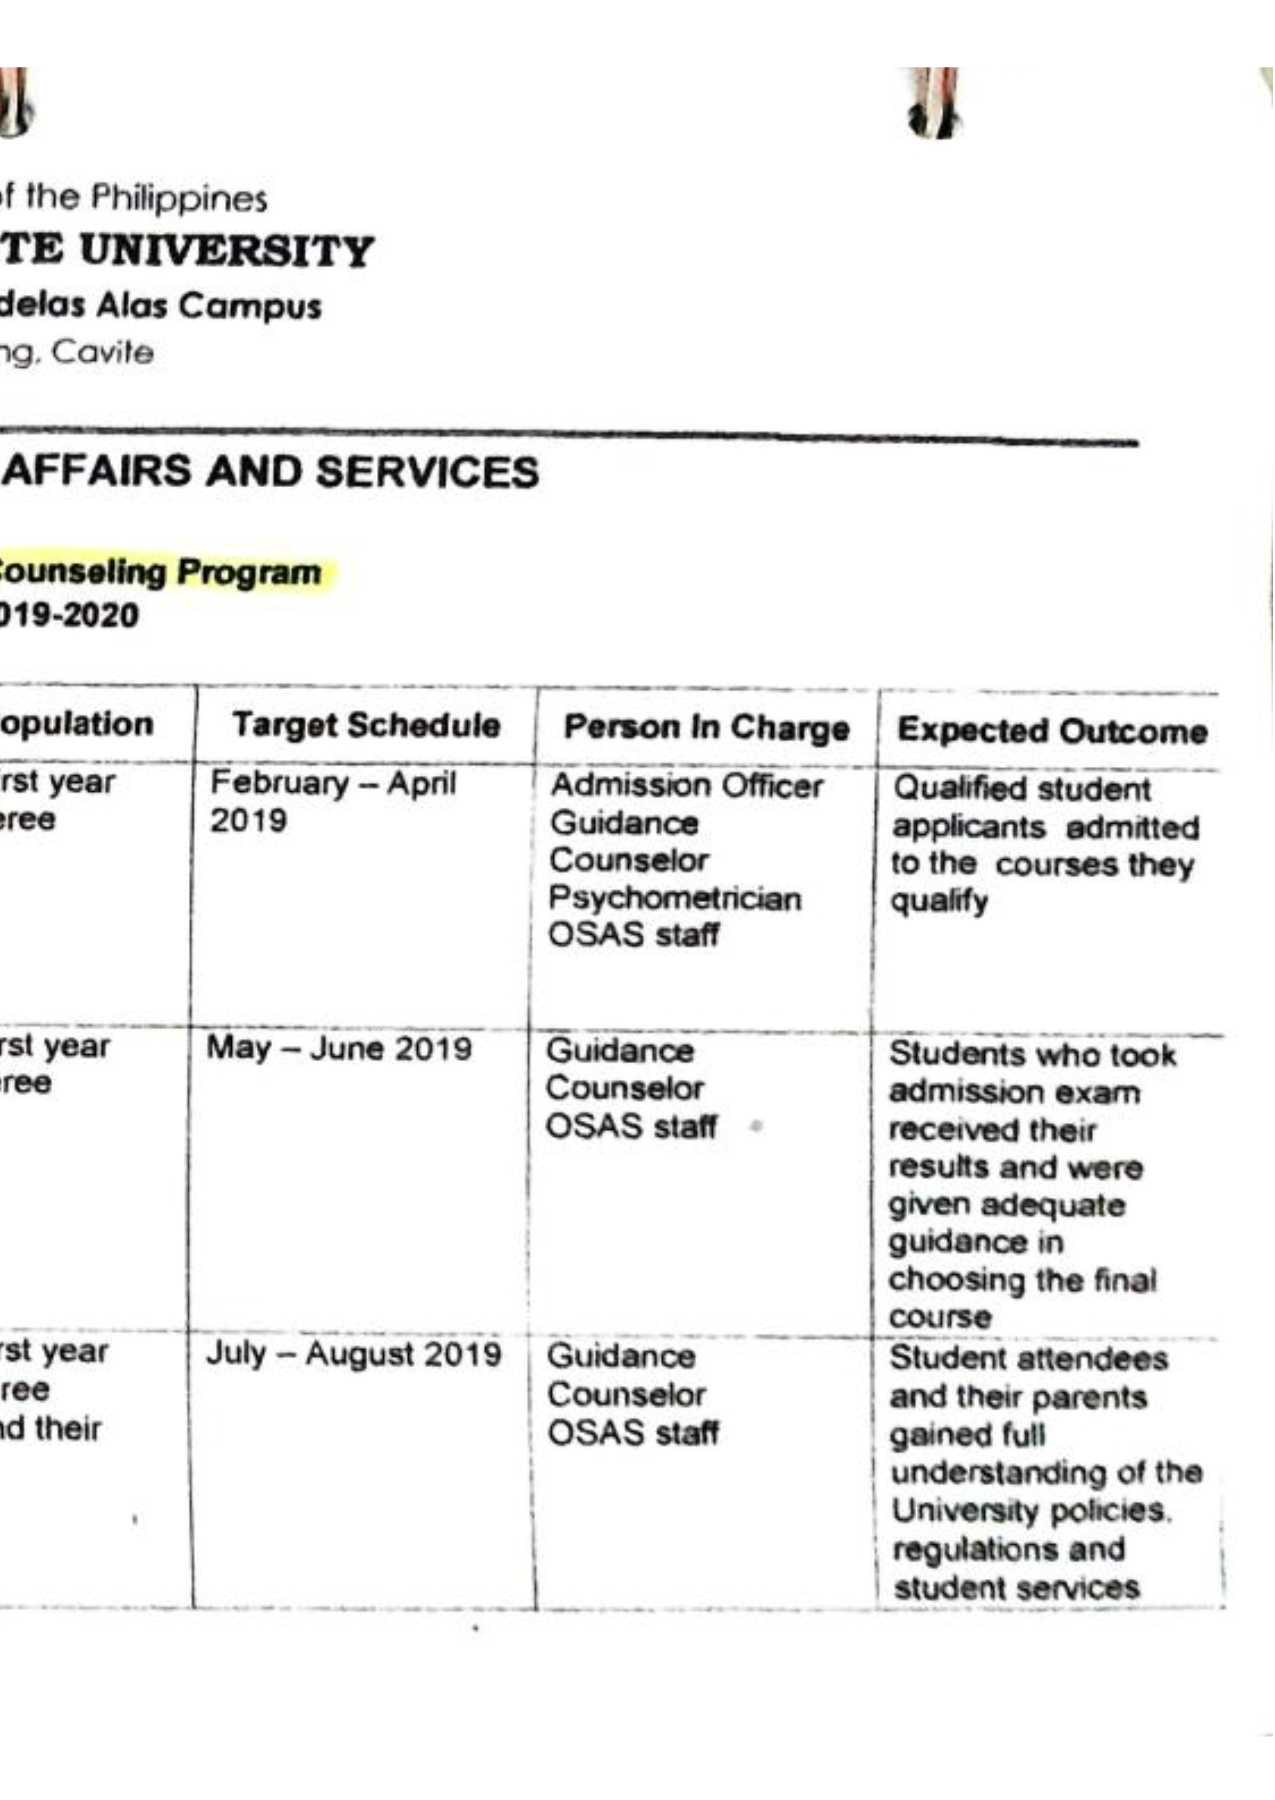 of the Philippines
TE UNIVERSITY
delas Alas Campus
ng, Cavite
AFFAIRS AND SERVICES
Counseling Program
019-2020
opulation
Target Schedule
Person In Charge
Expected Outcome
rst year
eree
February – April
2019
Admission Officer
Guidance
Counselor
Psychometrician
OSAS staff
Qualified student
applicants admitted
to the courses they
qualify
rst year
ree
May – June 2019
Guidance
Counselor
OSAS staff
Students who took
admission exam
received their
results and were
given adequate
guidance in
choosing the final
course
rst year
ree
nd their
July – August 2019
Guidance
Counselor
OSAS staff
Student attendees
and their parents
gained full
understanding of the
University policies.
regulations and
student services